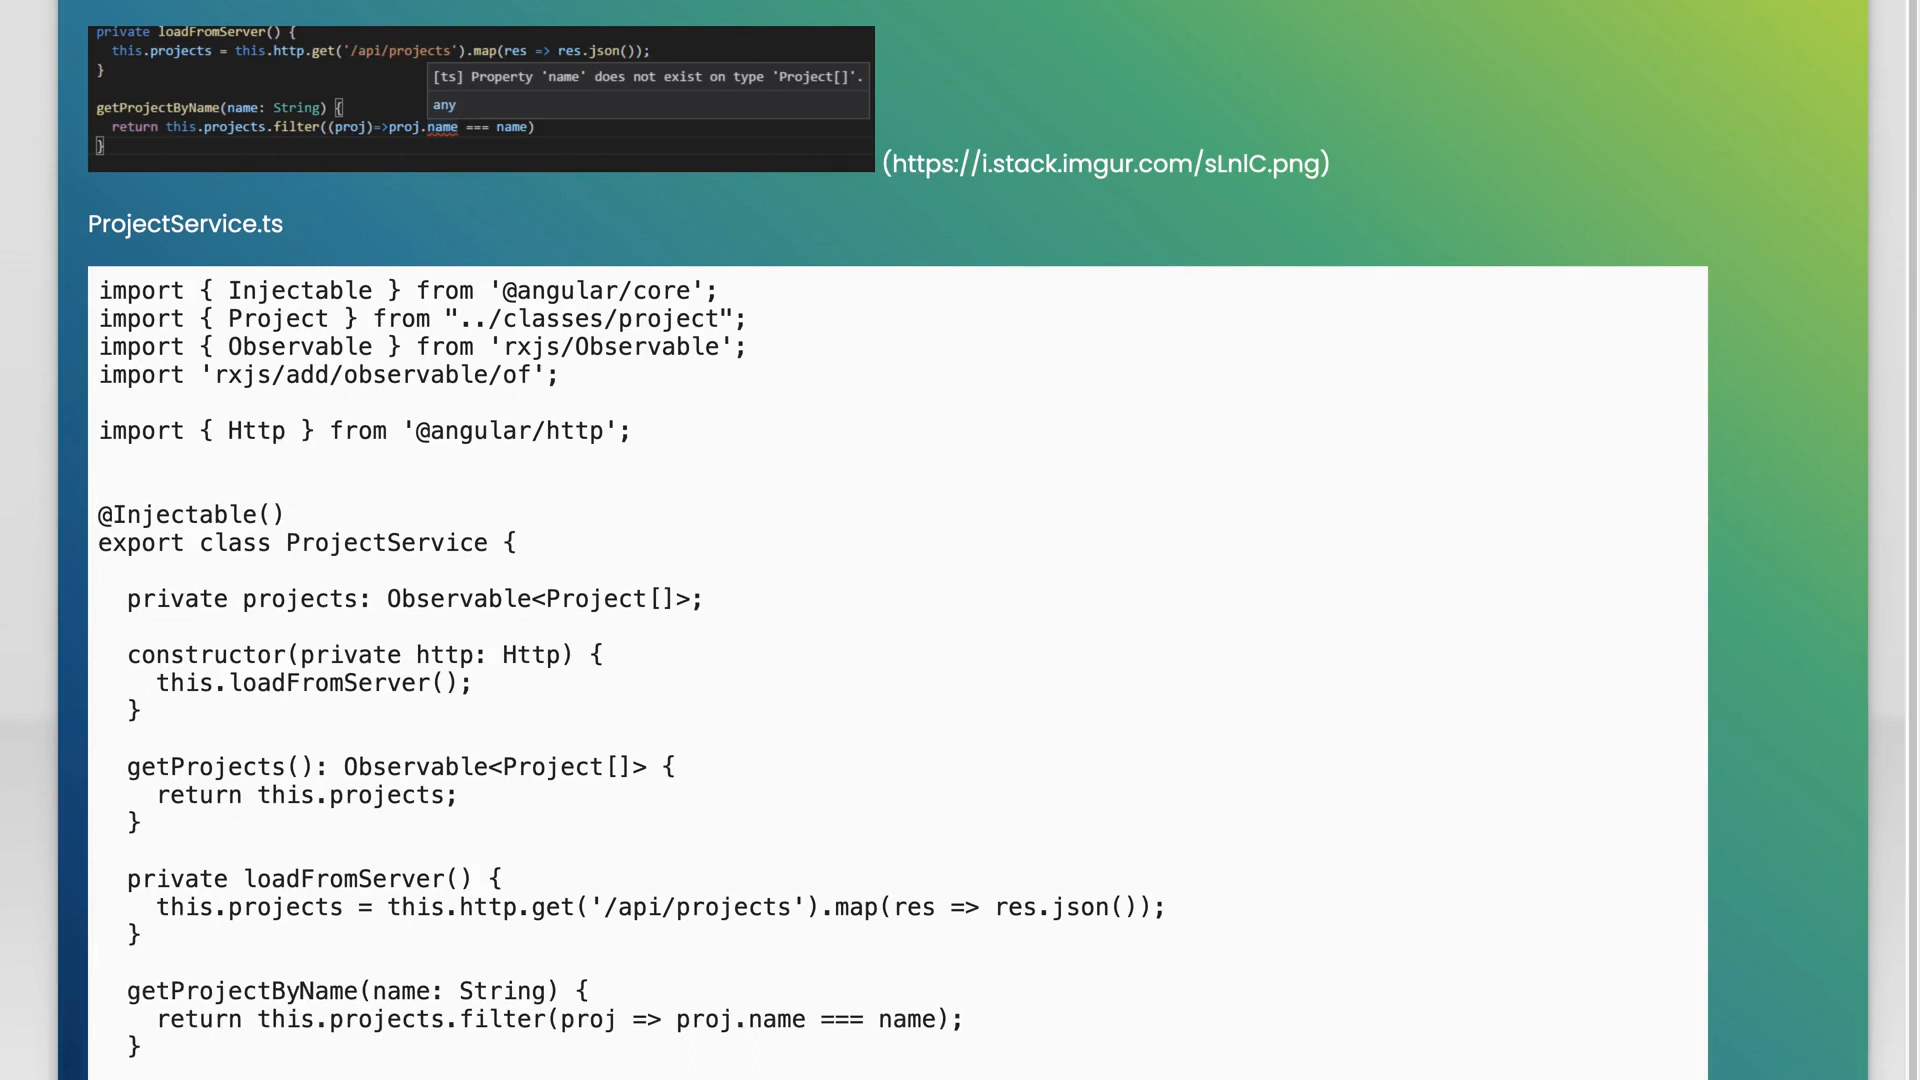 private loadFromServer() {
this.projects = this.http.get('/api/projects').map(res => res.json());
}
[ts] Property 'name' does not exist on type 'Project[]'.
any
getProjectByName(name: String) {
return this.projects.filter((proj)=>proj.name === name)
}
(https://i.stack.imgur.com/sLnlC.png)
ProjectService.ts
import { Injectable } from '@angular/core';
import { Project } from "../classes/project";
import { Observable } from 'rxjs/Observable';
import 'rxjs/add/observable/of';
import { Http } from '@angular/http';
@Injectable()
export class ProjectService {
private projects: Observable<Project[]>;
constructor(private http: Http) {
this.loadFromServer();
}
getProjects(): Observable<Project[]> {
return this.projects;
}
private loadFromServer() {
this.projects = this.http.get('/api/projects').map(res => res.json());
}
getProjectByName(name: String) {
return this.projects.filter(proj => proj.name === name);
}